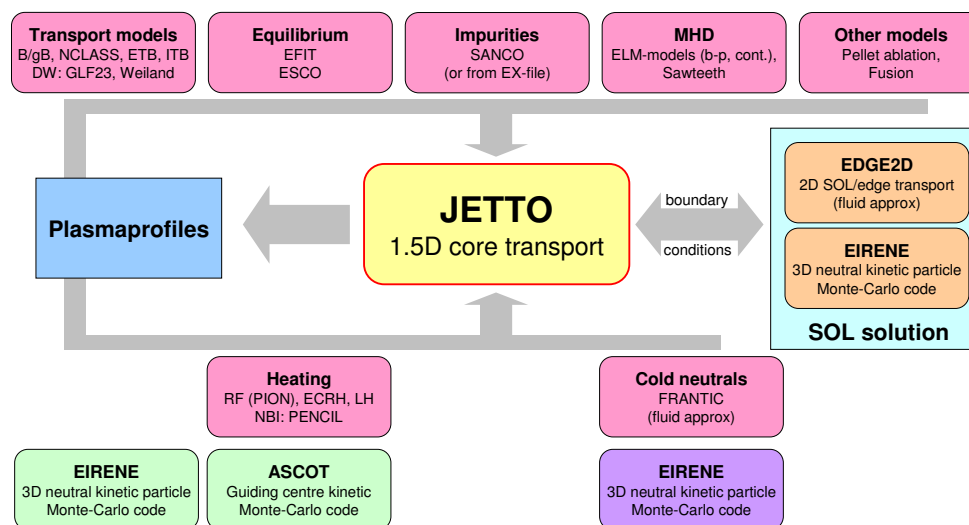 Transport models
B/gB, NCLASS, ETB, ITB
DW: GLF23, Weiland
Equilibrium
EFIT
ESCO
Impurities
SANCO
(or from EX-file)
MHD
ELM-models (b-p, cont.),
Sawteeth
Other models
Pellet ablation,
Fusion
Plasmaprofiles
JETTO
1.5D core transport
boundary
conditions
EDGE2D
2D SOL/edge transport
(fluid approx)
EIRENE
3D neutral kinetic particle
Monte-Carlo code
SOL solution
Heating
RF (PION), ECRH, LH
NBI: PENCIL
Cold neutrals
FRANTIC
(fluid approx)
EIRENE
3D neutral kinetic particle
Monte-Carlo code
ASCOT
Guiding centre kinetic
Monte-Carlo code
EIRENE
3D neutral kinetic particle
Monte-Carlo code